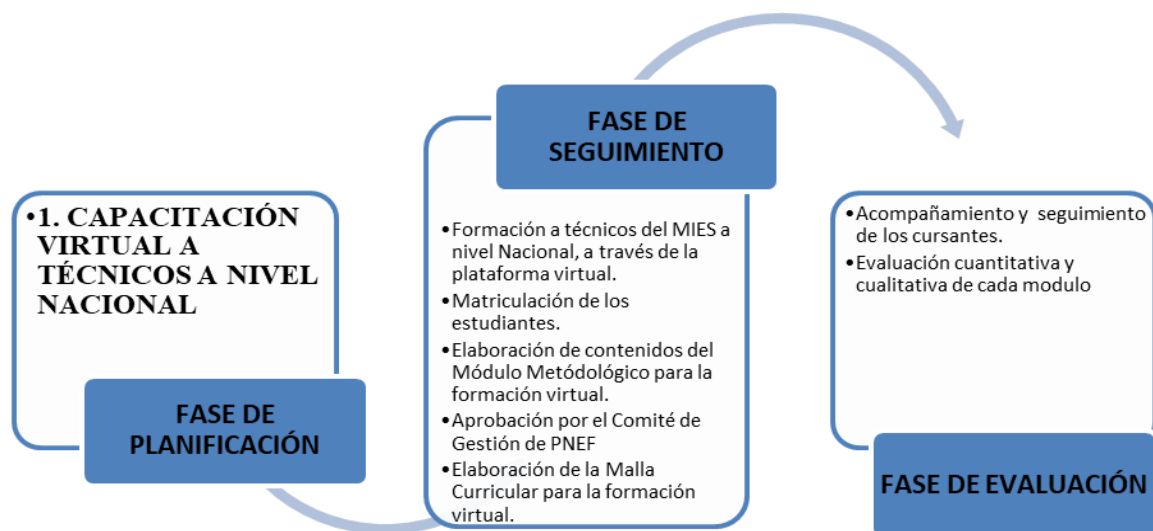 •1. CAPACITACIÓN
VIRTUAL A
TÉCNICOS A NIVEL
NACIONAL
FASE DE
PLANIFICACIÓN
FASE DE
SEGUIMIENTO
•Formación a técnicos del MIES a
nivel Nacional, a través de la
plataforma virtual.
•Matriculación de los
estudiantes.
•Elaboración de contenidos del
Módulo Metódológico para la
formación virtual.
•Aprobación por el Comité de
Gestión de PNEF
•Elaboración de la Malla
Curricular para la formación
virtual.
•Acompañamiento y seguimiento
de los cursantes.
•Evaluación cuantitativa y
cualitativa de cada modulo
FASE DE EVALUACIÓN